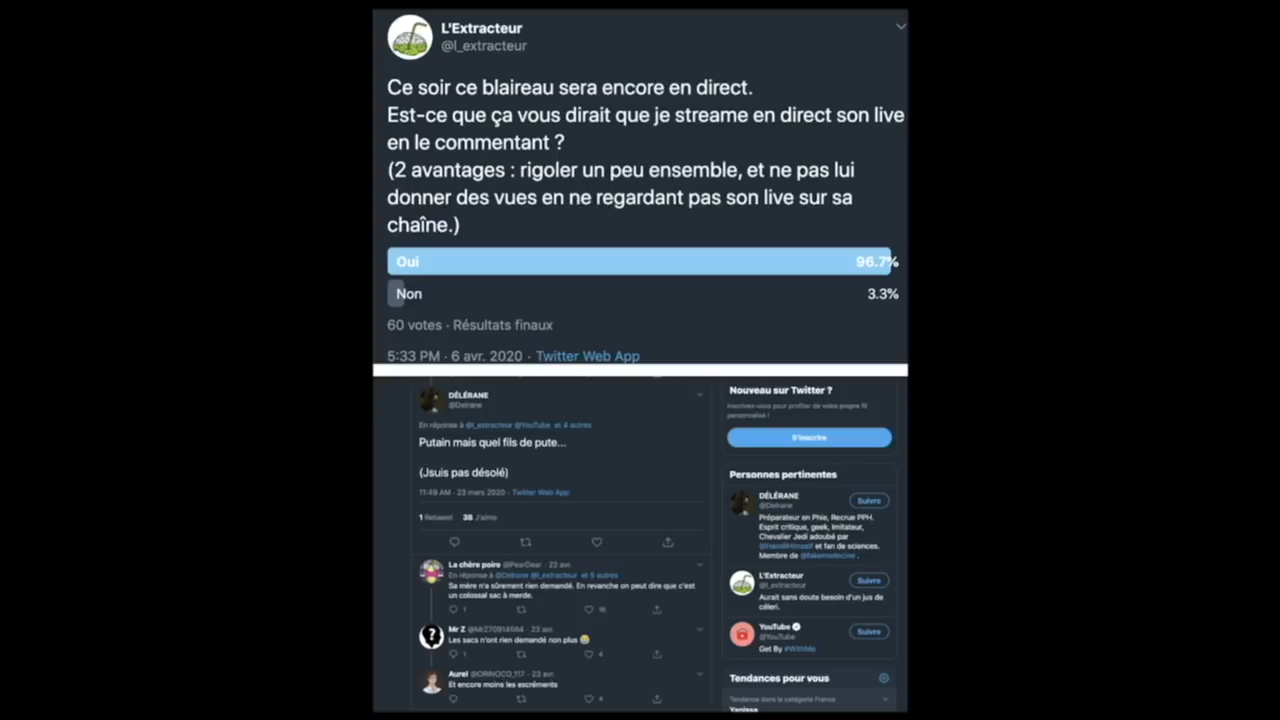 L'Extracteur
@l_extracteur
Ce soir ce blaireau sera encore en direct.
Est-ce que ça vous dirait que je streame en direct son live
en le commentant ?
(2 avantages : rigoler un peu ensemble, et ne pas lui
donner des vues en ne regardant pas son live sur sa
chaîne.)
Oui 96.7%
Non 3.3%
60 votes · Résultats finaux
5:33 PM · 6 avr. 2020 · Twitter Web App
DÉLÉRANE
@Delrane
En réponse à @l_extracteur @YouTube et 4 autres
Putain mais quel fils de pute...
(Jsuis pas désolé)
11:49 AM · 23 mars 2020 · Twitter Web App
1 Retweet 38 J'aime
La chère poire @PearDear · 22 avr.
En réponse à @Delrane @l_extracteur et 5 autres
Sa mère n'a sûrement rien demandé. En revanche on peut dire que c'est
un colossal sac à merde.
1 16
Mr Z @MrZ70914564 · 23 avr.
Les sacs n'ont rien demandé non plus 😭
1 4
Aurel @ORINOCO_117 · 23 avr.
Et encore moins les excréments
4
Nouveau sur Twitter ?
Inscrivez-vous pour profiter de votre propre fil
personnalisé !
S'inscrire
Personnes pertinentes
DÉLÉRANE
@Delrane
Suivre
Préparateur en Phie, Recrue PPH.
Esprit critique, geek, Imitateur,
Chevalier Jedi adoubé par
@HamillHimself et fan de sciences.
Membre de @fakemedecine .
L'Extracteur
@l_extracteur
Suivre
Aurait sans doute besoin d'un jus de
céleri.
YouTube
@YouTube
Suivre
Get By #WithMe
Tendances pour vous
Tendance dans la catégorie France
Yanissa